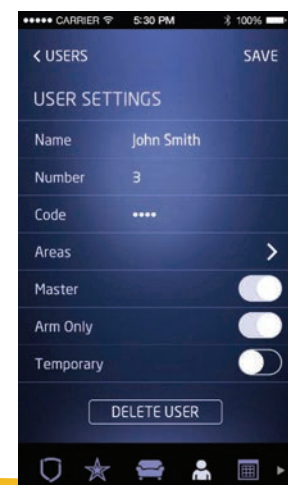 CARRIER 5:30 PM 100%
< USERS SAVE
USER SETTINGS
Name John Smith
Number 3
Code ••••
Areas >
Master
Arm Only
Temporary
DELETE USER